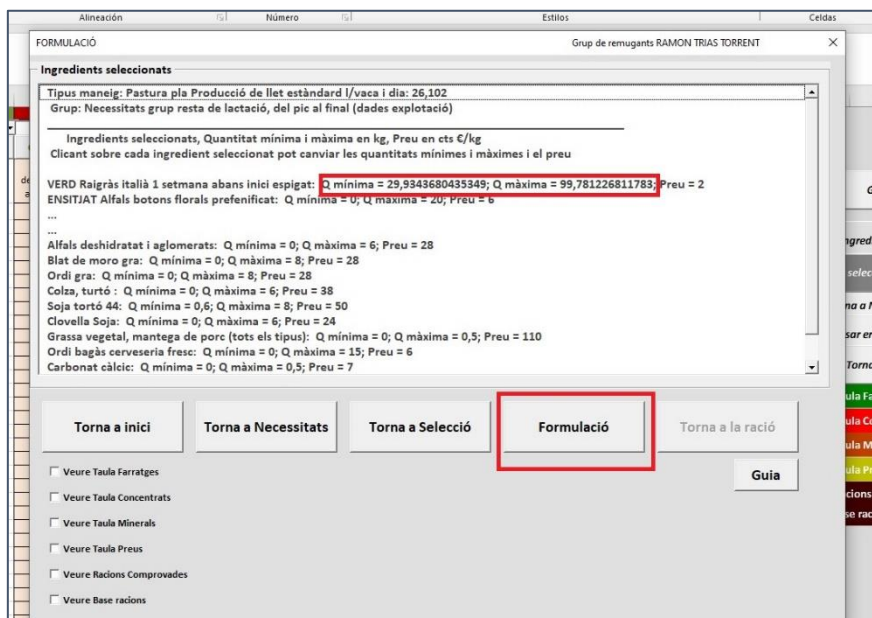 Alineación Número Estilos Celdas
FORMULACIÓ Grup de remugants RAMON TRIAS TORRENT
Ingredients seleccionats
Tipus maneig: Pastura pla Producció de llet estàndard l/vaca i dia: 26,102
Grup: Necessitats grup resta de lactació, del pic al final (dades explotació)
Ingredients seleccionats, Quantitat mínima i màxima en kg, Preu en cts €/kg
Clicant sobre cada ingredient seleccionat pot canviar les quantitats mínimes i màximes i el preu
VERD Raigràs italià 1 setmana abans inici espigat: Q mínima = 29,9343680435349; Q màxima = 99,781226811783; Preu = 2
ENSITJAT Alfals botons florals prefenificat: Q mínima = 0; Q màxima = 20; Preu = 6
...
...
Alfals deshidratat i aglomerats: Q mínima = 0; Q màxima = 6; Preu = 28
Blat de moro gra: Q mínima = 0; Q màxima = 8; Preu = 28
Ordi gra: Q mínima = 0; Q màxima = 8; Preu = 28
Colza, turtó : Q mínima = 0; Q màxima = 6; Preu = 38
Soja tortó 44: Q mínima = 0,6; Q màxima = 8; Preu = 50
Clovella Soja: Q mínima = 0; Q màxima = 6; Preu = 24
Grassa vegetal, mantega de porc (tots els tipus): Q mínima = 0; Q màxima = 0,5; Preu = 110
Ordi bagàs cerveseria fresc: Q mínima = 0; Q màxima = 15; Preu = 6
Carbonat càlcic: Q mínima = 0; Q màxima = 0,5; Preu = 7
Torna a inici Torna a Necessitats Torna a Selecció Formulació Torna a la ració
Guia
Veure Taula Farratges
Veure Taula Concentrats
Veure Taula Minerals
Veure Taula Preus
Veure Racions Comprovades
Veure Base racions